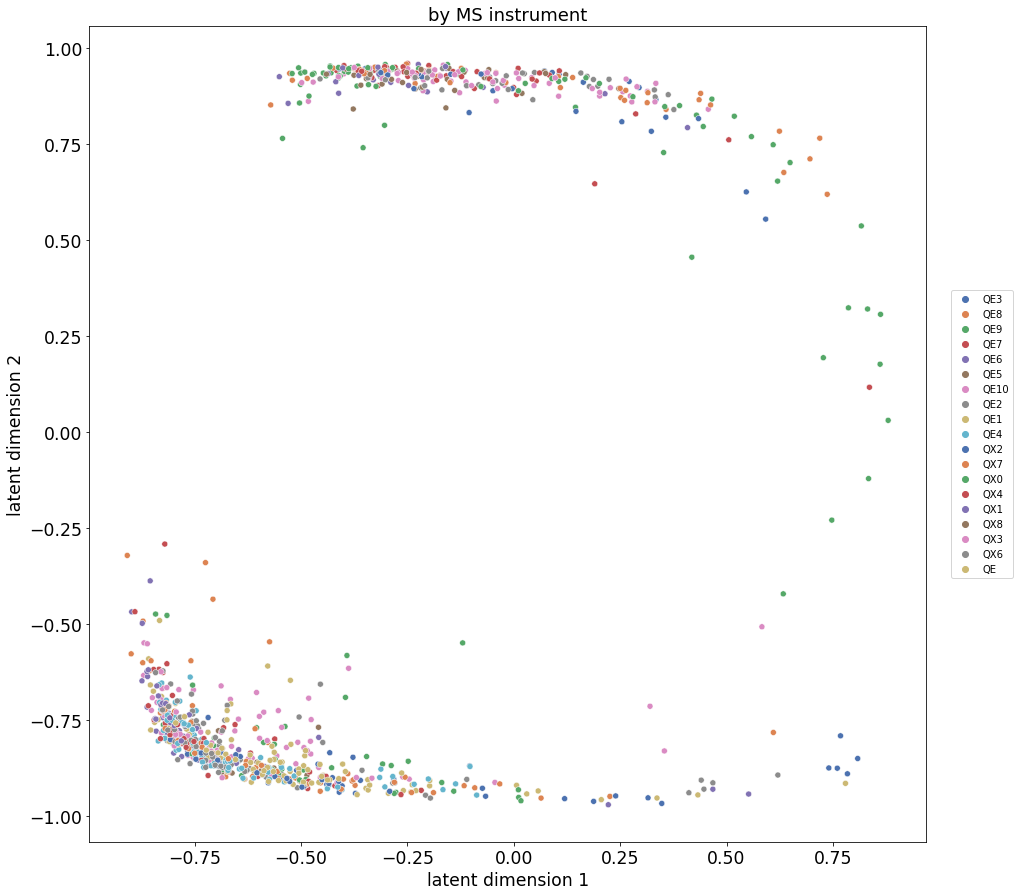 by MS instrument
1.00
0.75
0.50
0.25
0.00
−0.25
−0.50
−0.75
−1.00
latent dimension 2
−0.75
−0.50
−0.25
0.00
0.25
0.50
0.75
latent dimension 1
QE3
QE8
QE9
QE7
QE6
QE5
QE10
QE2
QE1
QE4
QX2
QX7
QX0
QX4
QX1
QX8
QX3
QX6
QE